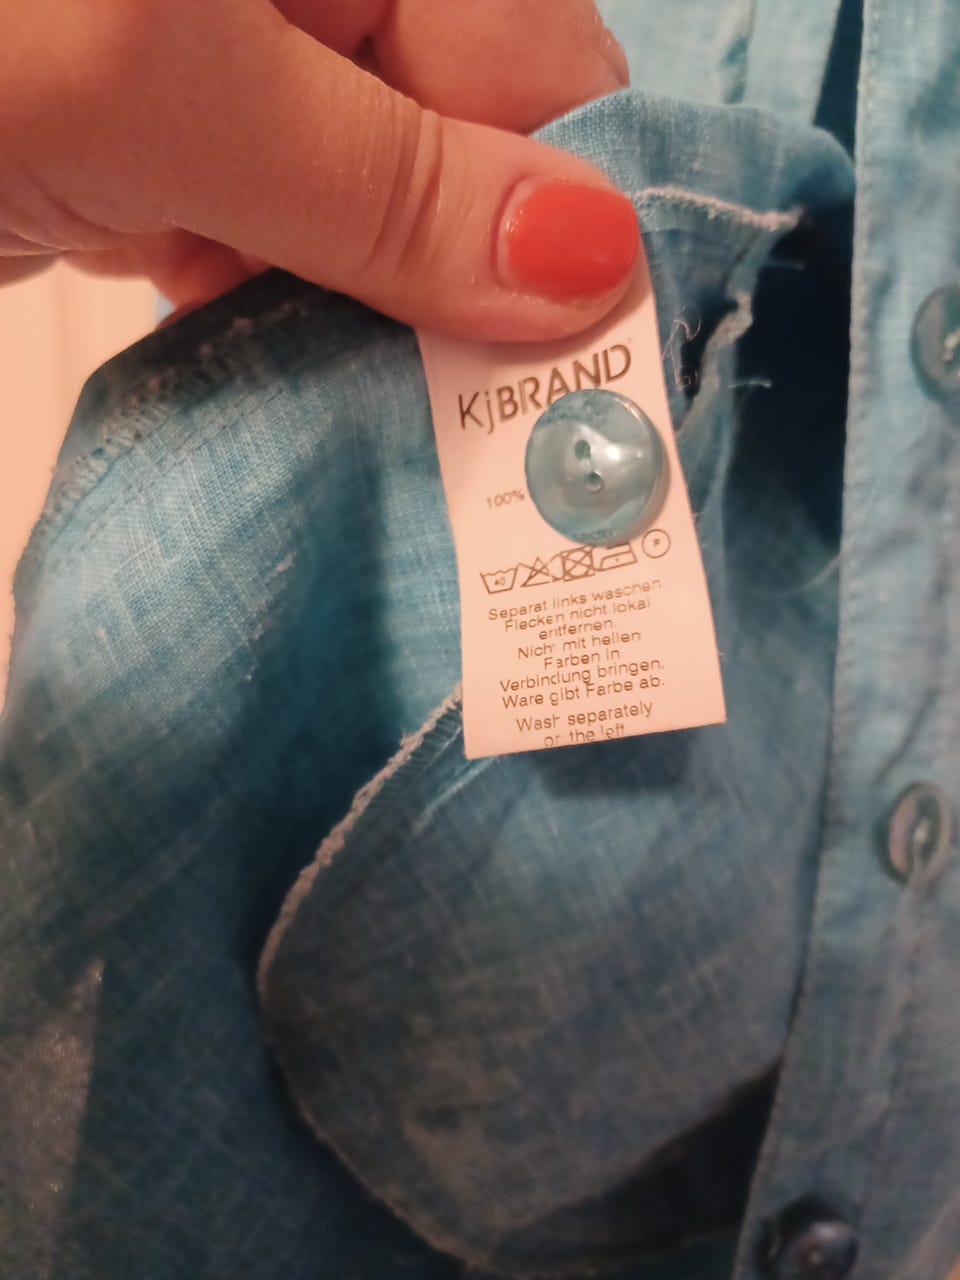 KjBRAND
100%
40
P
Separat links waschen.
Flecken nicht lokal
entfernen.
Nicht mit hellen
Farben in
Verbindung bringen.
Ware gibt Farbe ab.
Wash separately
on the left